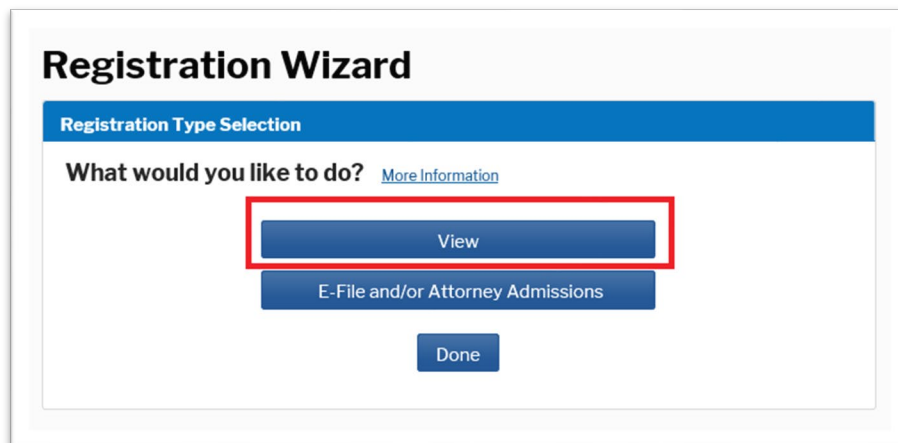 Registration Wizard
Registration Type Selection
What would you like to do? More Information
View
E-File and/or Attorney Admissions
Done